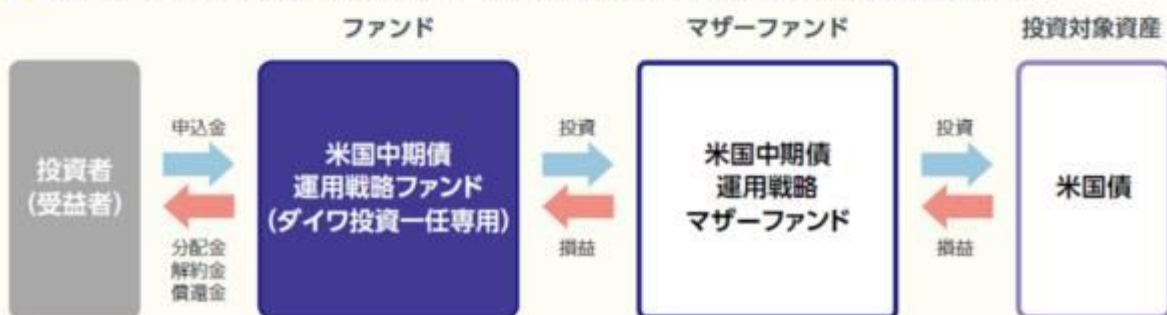 ファンド
マザーファンド
投資対象資産
投資者
(受益者)
申込金
分配金
解約金
償還金
米国中期債
運用戦略ファンド
(ダイワ投資一任専用)
投資
損益
米国中期債
運用戦略
マザーファンド
投資
損益
米国債